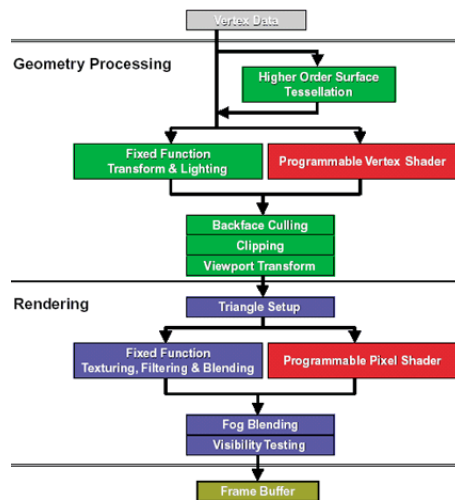 Vertex Data
Geometry Processing
Higher Order Surface
Tessellation
Fixed Function
Transform & Lighting
Programmable Vertex Shader
Backface Culling
Clipping
Viewport Transform
Rendering
Triangle Setup
Fixed Function
Texturing, Filtering & Blending
Programmable Pixel Shader
Fog Blending
Visibility Testing
Frame Buffer